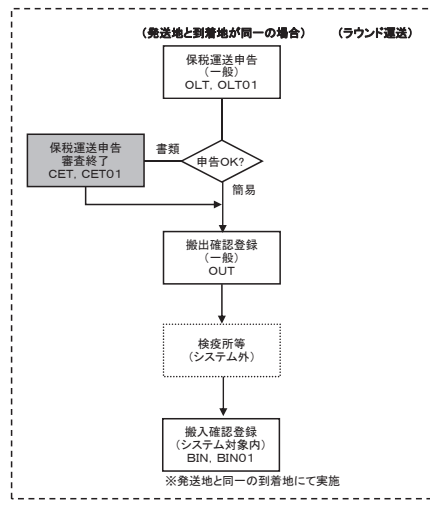 （発送地と到着地が同一の場合）　（ラウンド運送）
保税運送申告
（一般）
OLT, OLT01
保税運送申告
審査終了
CET, CET01
書類
申告OK?
簡易
搬出確認登録
（一般）
OUT
検疫所等
（システム外）
搬入確認登録
（システム対象内）
BIN, BIN01
※発送地と同一の到着地にて実施